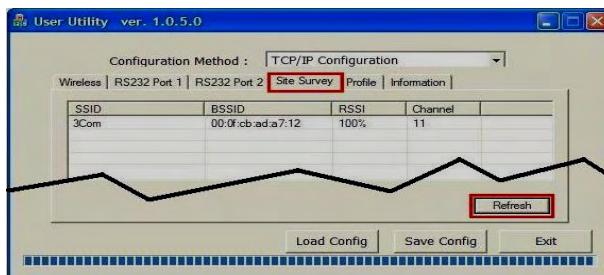 User Utility ver. 1.0.5.0
Configuration Method : TCP/IP Configuration
Wireless RS232 Port 1 RS232 Port 2 Site Survey Profile Information
SSID BSSID RSSI Channel
3Com 00:0f:cb:ad:a7:12 100% 11
Refresh
Load Config Save Config Exit